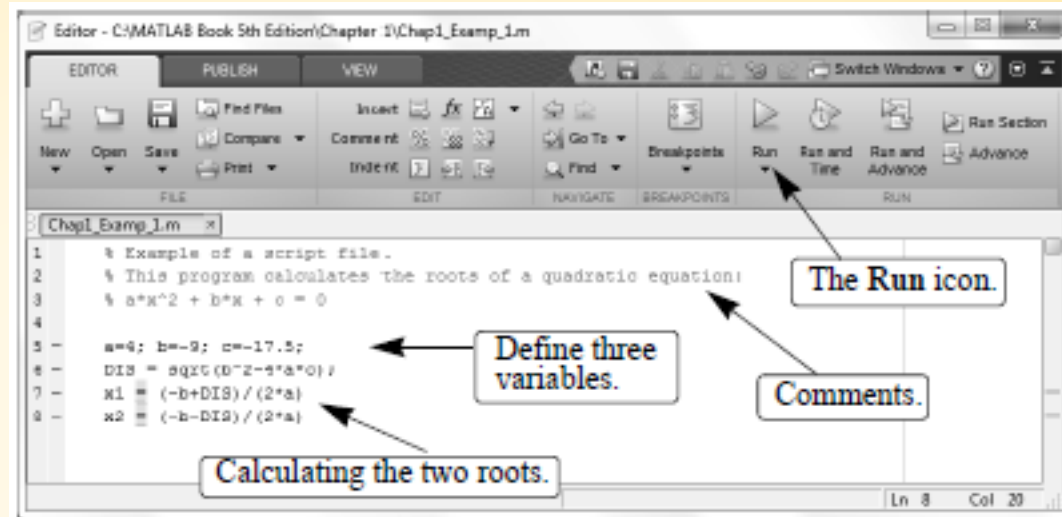 Editor - C:\MATLAB Book 5th Edition\Chapter 1\Chap1_Examp_1.m
EDITOR PUBLISH VIEW
Switch Windows
New Open Save
Find Files
Compare
Print
Insert fx
Comment
Indent
Go To
Find
Breakpoints
Run
Run and Time
Run and Advance
Run Section
Advance
FILE EDIT NAVIGATE BREAKPOINTS RUN
Chap1_Examp_1.m ×
1 % Example of a script file.
2 % This program calculates the roots of a quadratic equation:
3 % a*x^2 + b*x + c = 0
4
5 - a=4; b=-9; c=-17.5;
6 - DIS = sqrt(b^2-4*a*c);
7 - x1 = (-b+DIS)/(2*a)
8 - x2 = (-b-DIS)/(2*a)
The Run icon.
Define three
variables.
Comments.
Calculating the two roots.
Ln 8 Col 20